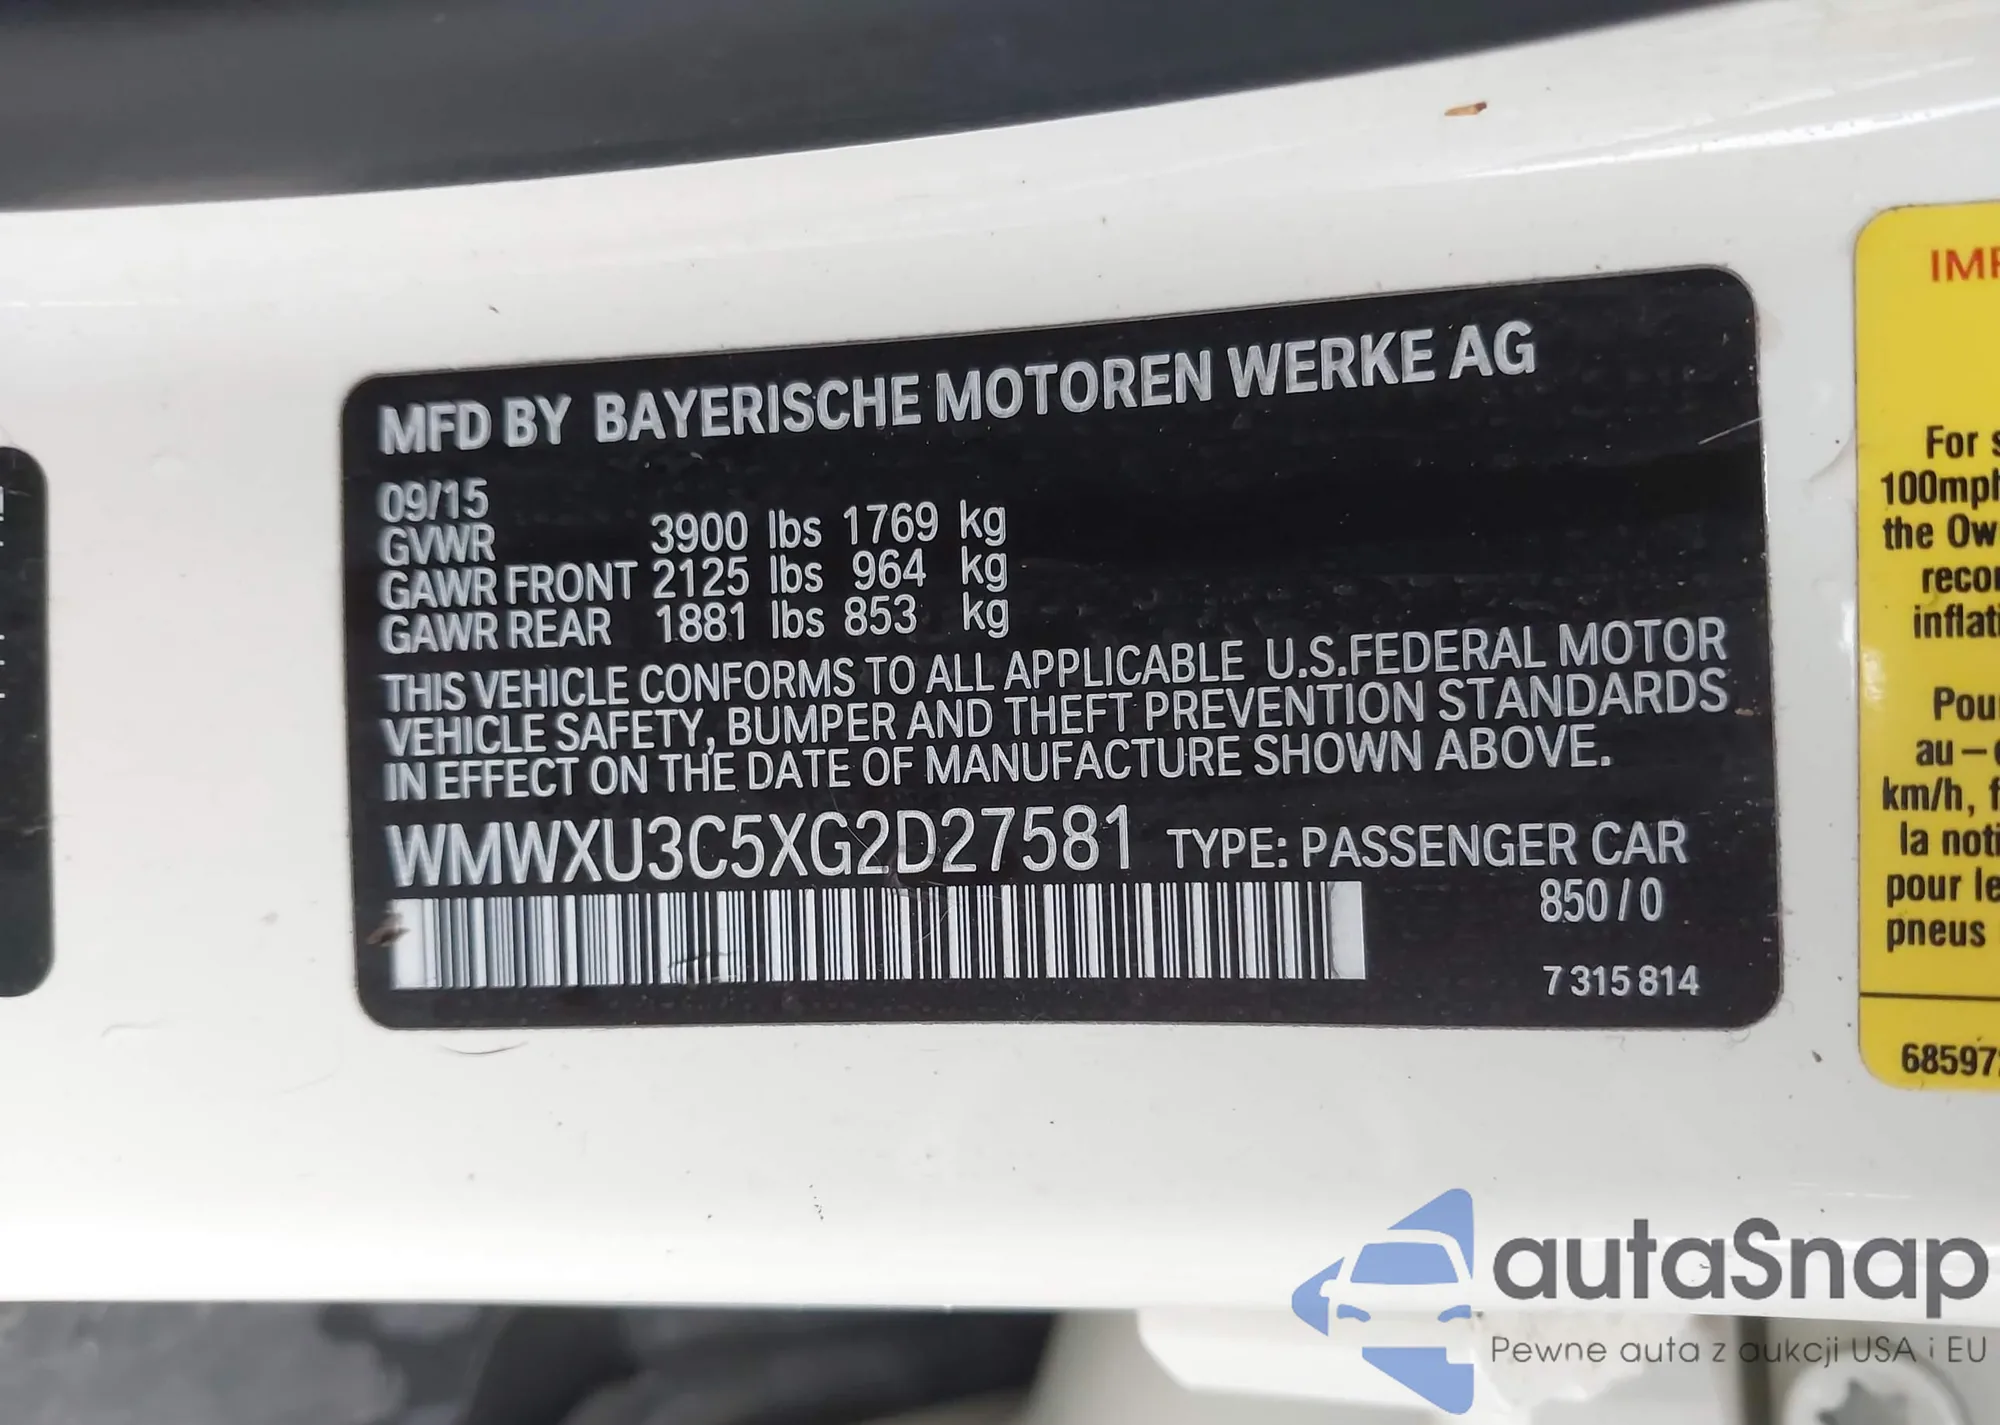 MFD BY BAYERISCHE MOTOREN WERKE AG
09/15
GVWR 3900 lbs 1769 kg
GAWR FRONT 2125 lbs 964 kg
GAWR REAR 1881 lbs 853 kg
THIS VEHICLE CONFORMS TO ALL APPLICABLE U.S.FEDERAL MOTOR
VEHICLE SAFETY, BUMPER AND THEFT PREVENTION STANDARDS
IN EFFECT ON THE DATE OF MANUFACTURE SHOWN ABOVE.
WMWXU3C5XG2D27581 TYPE: PASSENGER CAR
850/0
7 315 814
IMP
For s
100mph
the Ow
recor
inflati
Pour
au-d
km/h, f
la noti
pour le
pneus
68597
autaSnap
Pewne auta z aukcji USA i EU